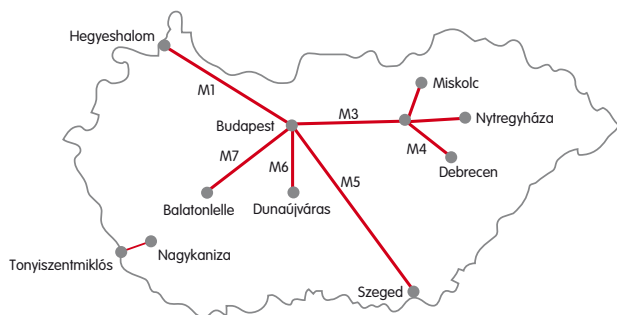 Hegyeshalom
M1
Miskolc
Budapest
M3
Nytregyháza
M4
Debrecen
M7
M6
M5
Balatonlelle
Dunaújváras
Nagykaniza
Tonyiszentmiklós
Szeged